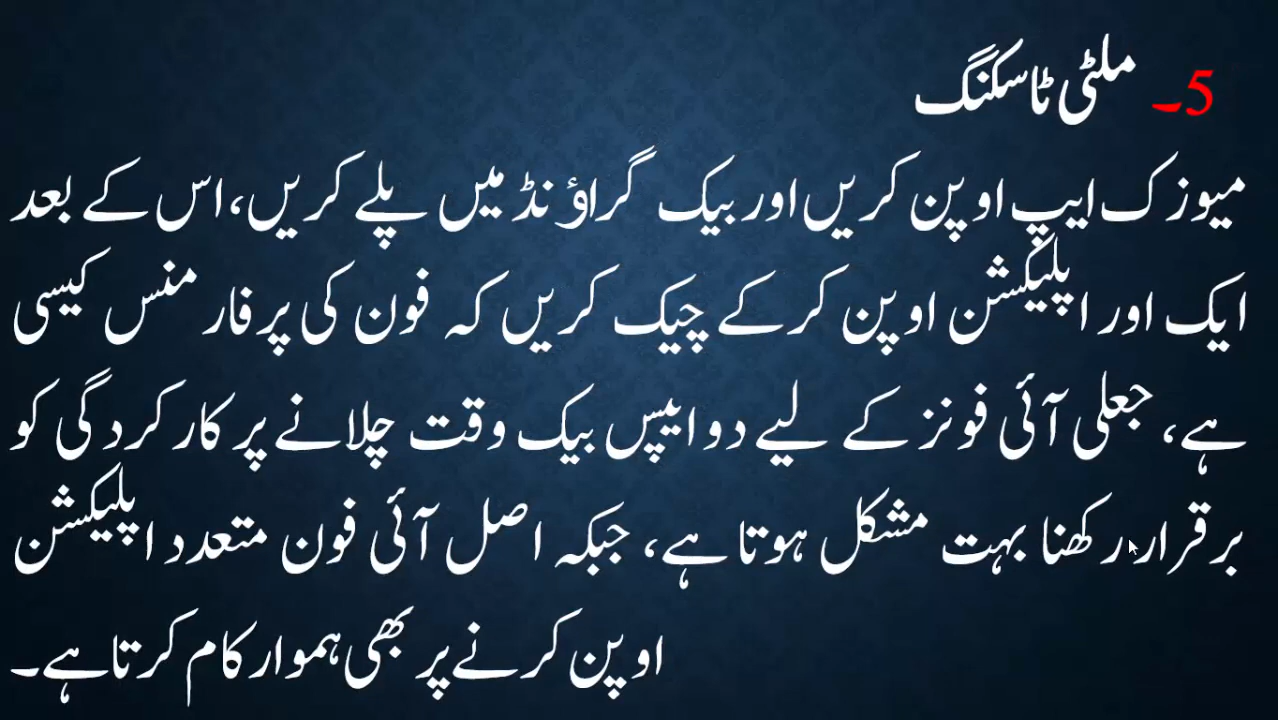 5۔ ملٹی ٹاسکنگ
میوزک ایپ اوپن کریں اور بیک گراؤنڈ میں پلے کریں، اس کے بعد
ایک اور اپلیکشن اوپن کرکے چیک کریں کہ فون کی پرفارمنس کیسی
ہے، جعلی آئی فونز کے لیے دو ایپس بیک وقت چلانے پر کارکردگی کو
برقرار رکھنا بہت مشکل ہوتا ہے، جبکہ اصل آئی فون متعدد اپلیکشن
اوپن کرنے پر بھی ہموار کام کرتا ہے۔